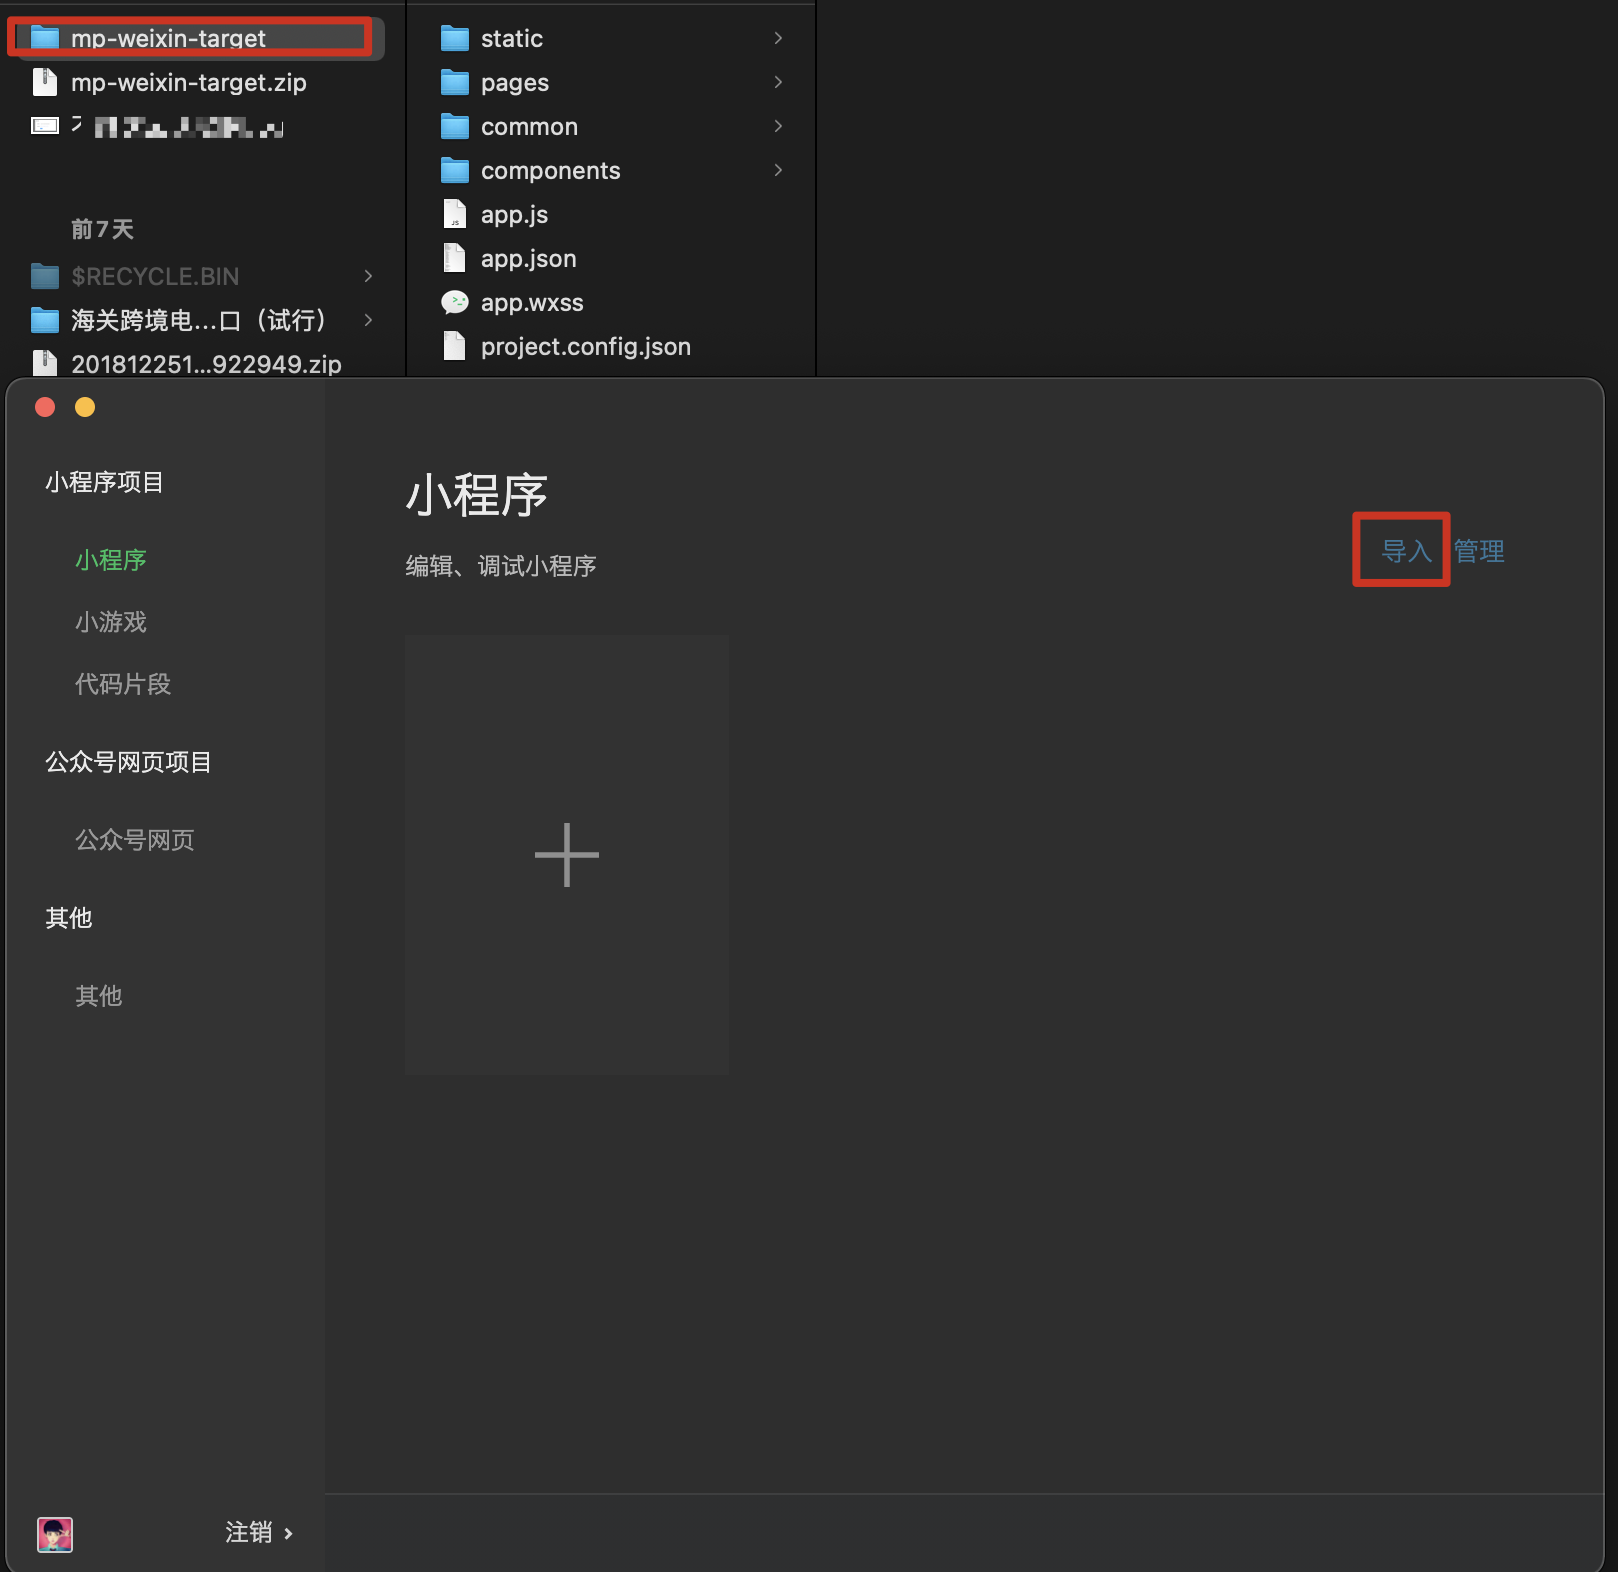 mp-weixin-target
mp-weixin-target.zip
前7天
$RECYCLE.BIN
海关跨境电...口（试行）
201812251...922949.zip
static
pages
common
components
app.js
app.json
app.wxss
project.config.json
小程序项目
小程序
小游戏
代码片段
公众号网页项目
公众号网页
其他
其他
注销
小程序
编辑、调试小程序
导入 管理